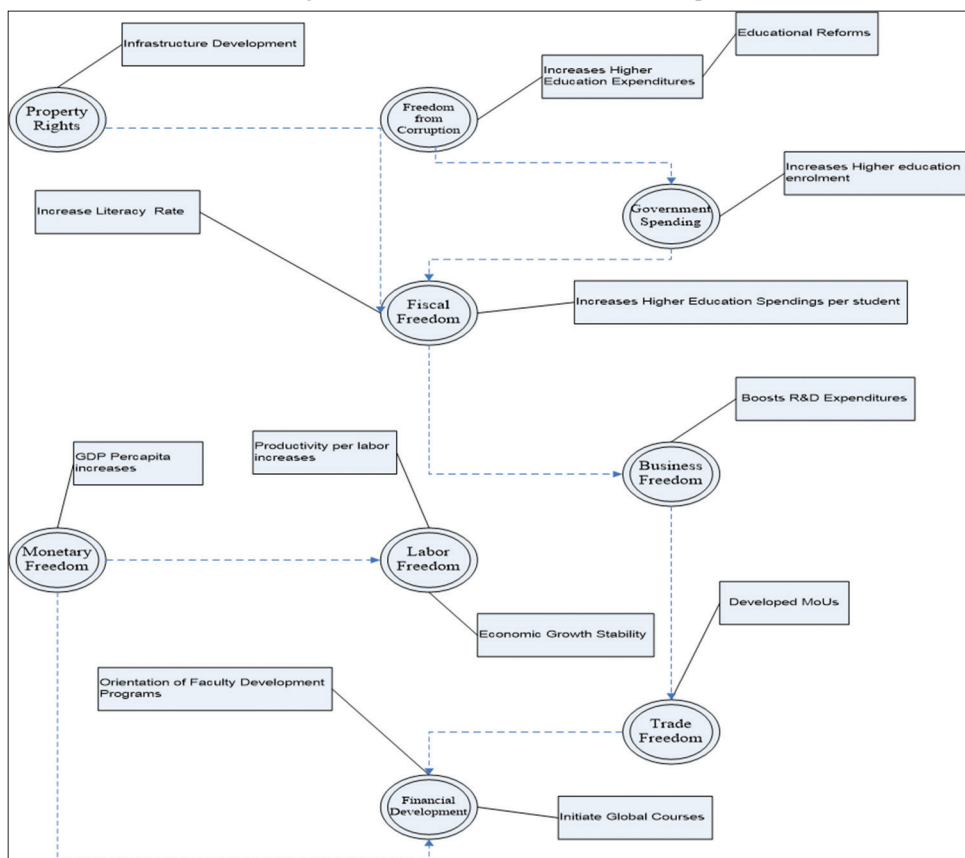 Educational Reforms
Infrastructure Development
Increases Higher
Education Expenditures
Property
Rights
Freedom
from
Corruption
Increases Higher education
enrolment
Increase Literacy Rate
Government
Spending
Fiscal
Freedom
Increases Higher Education Spendings per student
Boosts R&D Expenditures
GDP Percapita
increases
Productivity per labor
increases
Business
Freedom
Monetary
Freedom
Labor
Freedom
Developed MoUs
Economic Growth Stability
Orientation of Faculty Development
Programs
Trade
Freedom
Financial
Development
Initiate Global Courses